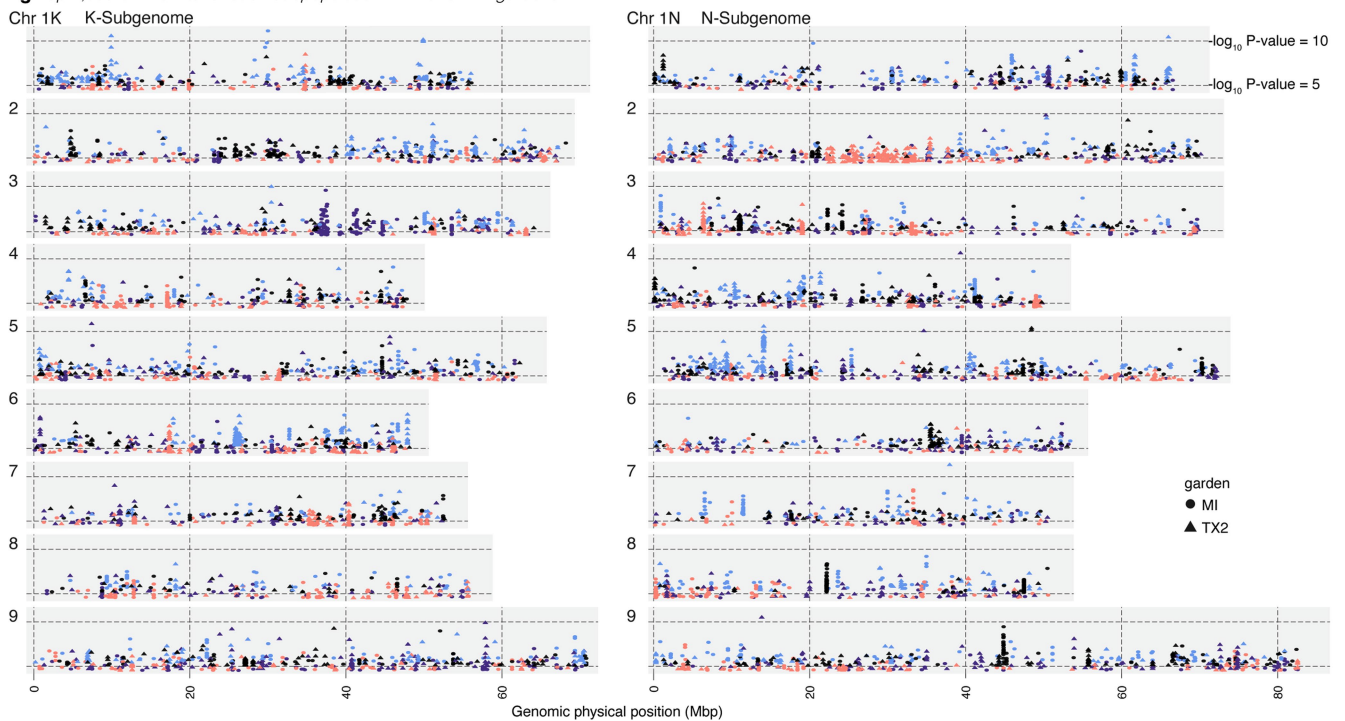 Chr 1K K-Subgenome
Chr 1N N-Subgenome
-log10 P-value = 10
-log10 P-value = 5
2
2
3
3
4
4
5
5
6
6
7
7
garden
MI
TX2
8
8
9
9
0 20 40 60
0 20 40 60 80
Genomic physical position (Mbp)